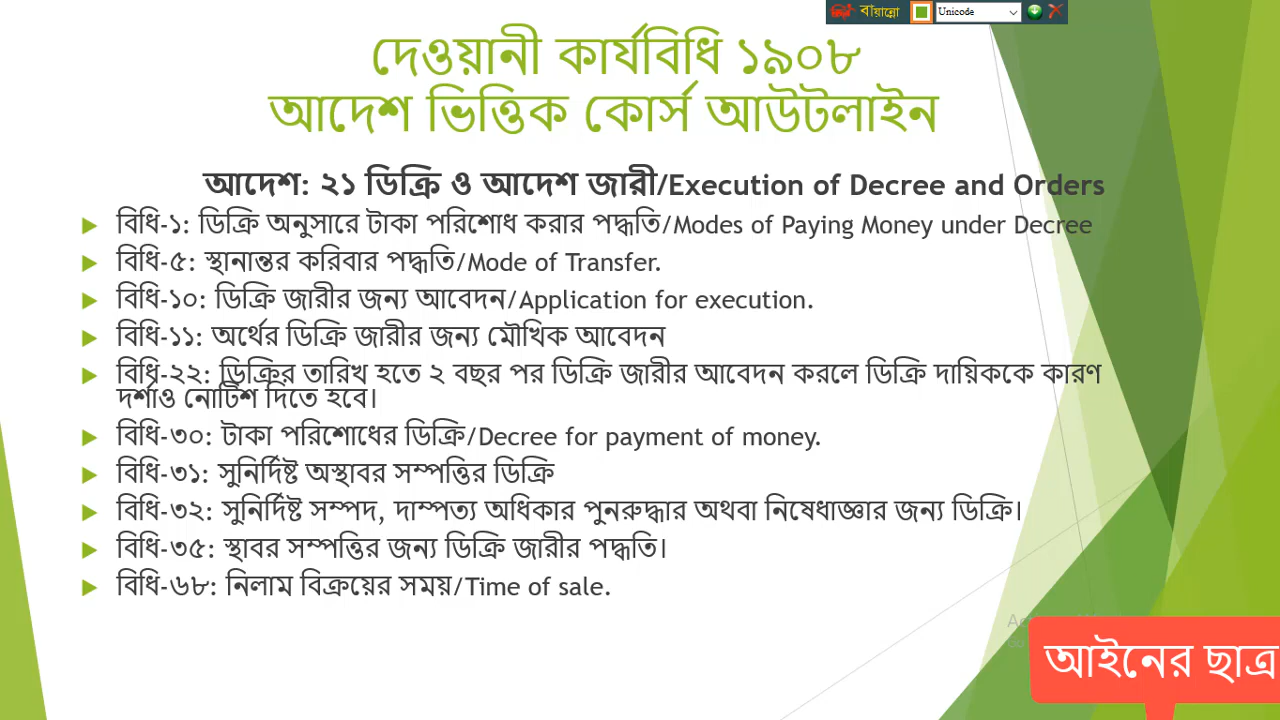 বায়ান্নো Unicode
দেওয়ানী কার্যবিধি ১৯০৮
আদেশ ভিত্তিক কোর্স আউটলাইন
আদেশ: ২১ ডিক্রি ও আদেশ জারী/Execution of Decree and Orders
বিধি-১: ডিক্রি অনুসারে টাকা পরিশোধ করার পদ্ধতি/Modes of Paying Money under Decree
বিধি-৫: স্থানান্তর করিবার পদ্ধতি/Mode of Transfer.
বিধি-১০: ডিক্রি জারীর জন্য আবেদন/Application for execution.
বিধি-১১: অর্থের ডিক্রি জারীর জন্য মৌখিক আবেদন
বিধি-২২: ডিক্রির তারিখ হতে ২ বছর পর ডিক্রি জারীর আবেদন করলে ডিক্রি দায়িককে কারণ
দর্শাও নোটিশ দিতে হবে।
বিধি-৩০: টাকা পরিশোধের ডিক্রি/Decree for payment of money.
বিধি-৩১: সুনির্দিষ্ট অস্থাবর সম্পত্তির ডিক্রি
বিধি-৩২: সুনির্দিষ্ট সম্পদ, দাম্পত্য অধিকার পুনরুদ্ধার অথবা নিষেধাজ্ঞার জন্য ডিক্রি।
বিধি-৩৫: স্থাবর সম্পত্তির জন্য ডিক্রি জারীর পদ্ধতি।
বিধি-৬৮: নিলাম বিক্রয়ের সময়/Time of sale.
আইনের ছাত্র